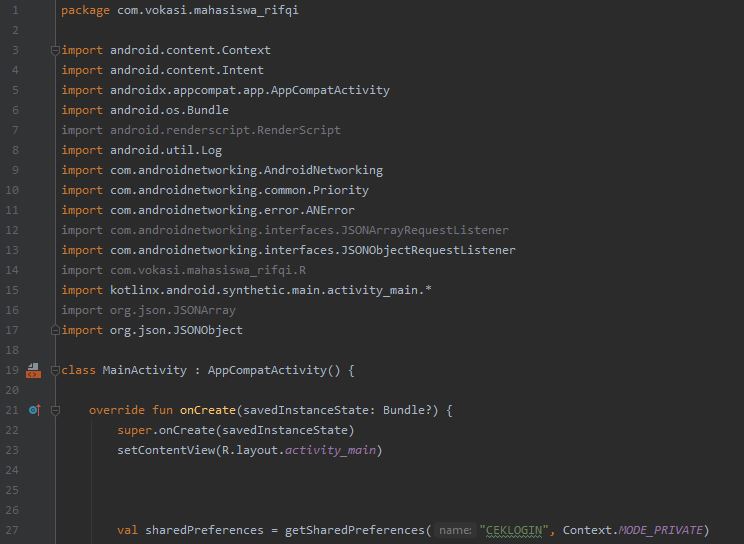 1 package com.vokasi.mahasiswa_rifqi
2
3 import android.content.Context
4 import android.content.Intent
5 import androidx.appcompat.app.AppCompatActivity
6 import android.os.Bundle
7 import android.renderscript.RenderScript
8 import android.util.Log
9 import com.androidnetworking.AndroidNetworking
10 import com.androidnetworking.common.Priority
11 import com.androidnetworking.error.ANError
12 import com.androidnetworking.interfaces.JSONArrayRequestListener
13 import com.androidnetworking.interfaces.JSONObjectRequestListener
14 import com.vokasi.mahasiswa_rifqi.R
15 import kotlinx.android.synthetic.main.activity_main.*
16 import org.json.JSONArray
17 import org.json.JSONObject
18
19 class MainActivity : AppCompatActivity() {
20
21 override fun onCreate(savedInstanceState: Bundle?) {
22 super.onCreate(savedInstanceState)
23 setContentView(R.layout.activity_main)
24
25
26
27 val sharedPreferences = getSharedPreferences( name: "CEKLOGIN", Context.MODE_PRIVATE)